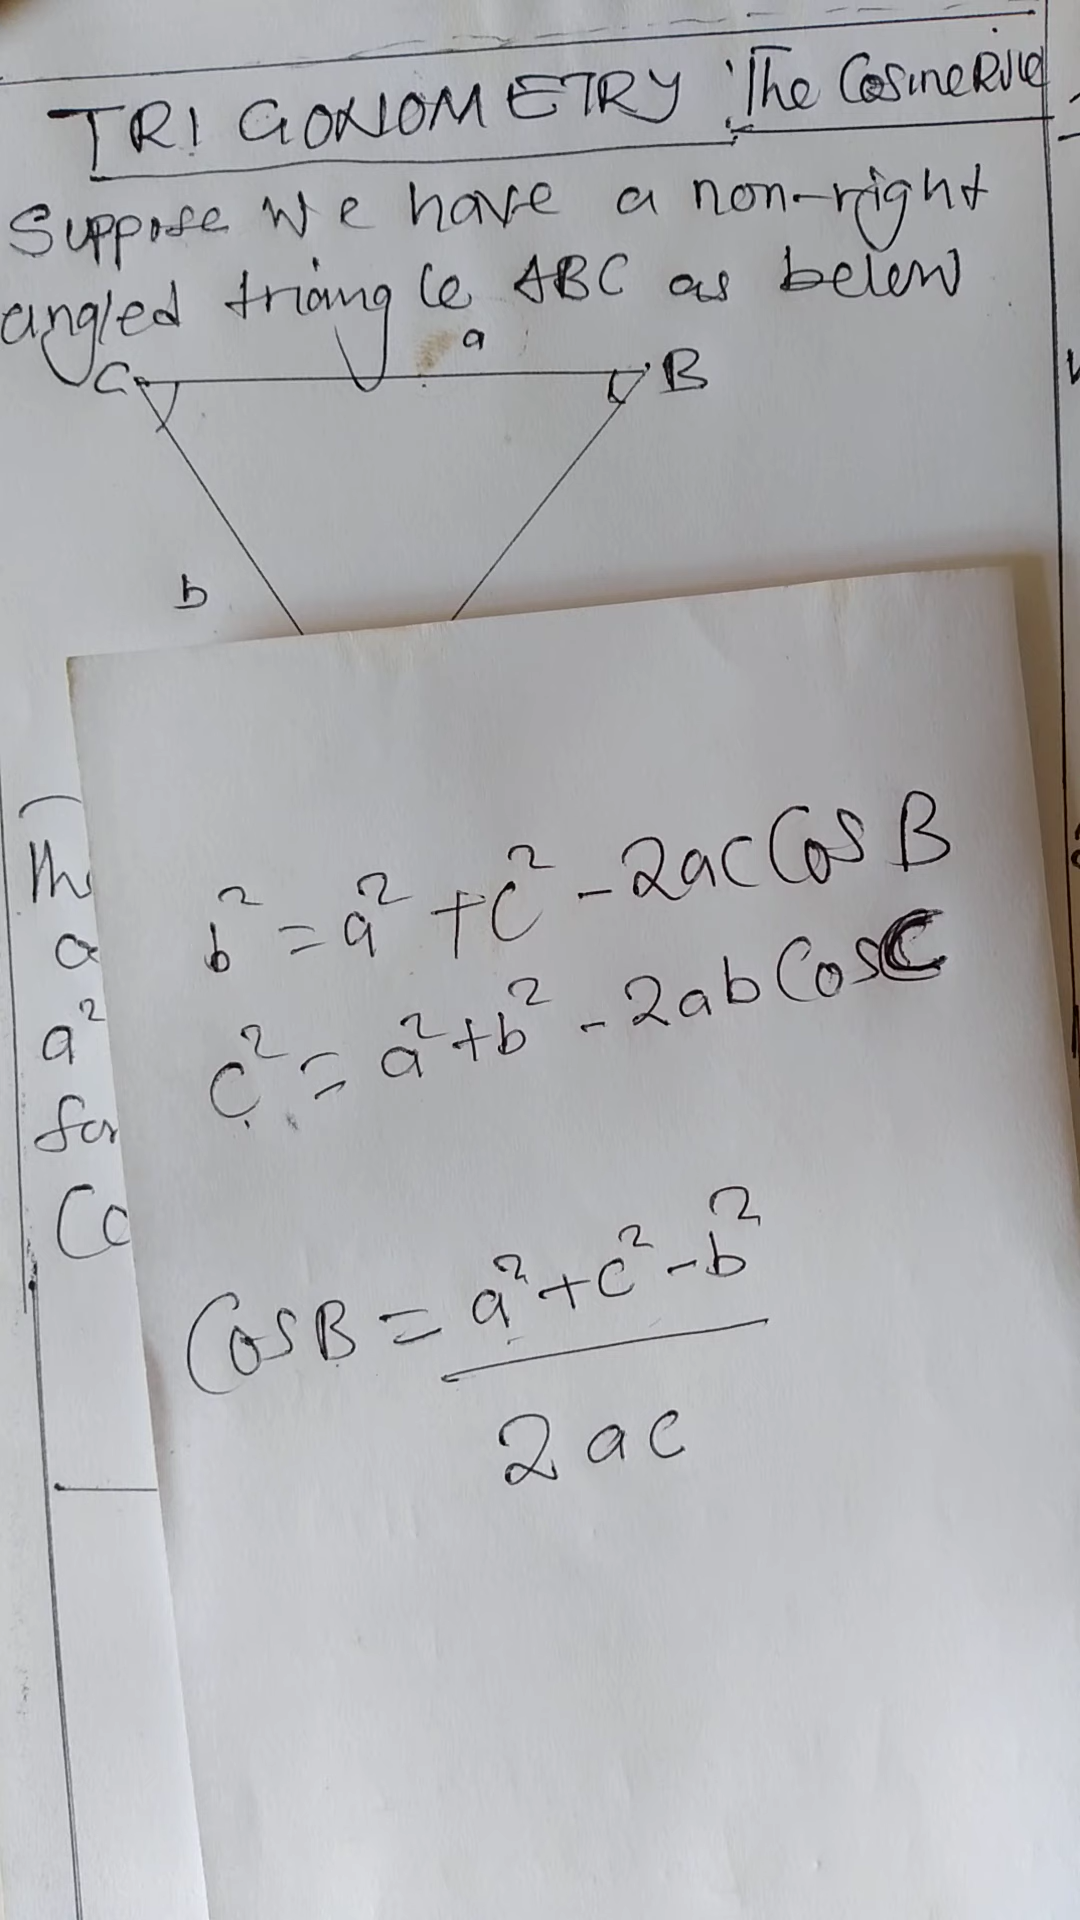 TRIGONOMETRY: The Cosine Rule
Suppose We have a non-right
angled triangle ABC as below
a
C B
b
b² = a² + c² - 2ac Cos B
a
c² = a² + b² - 2ab Cos C
a²
Cos B = a² + c² - b²
2ac